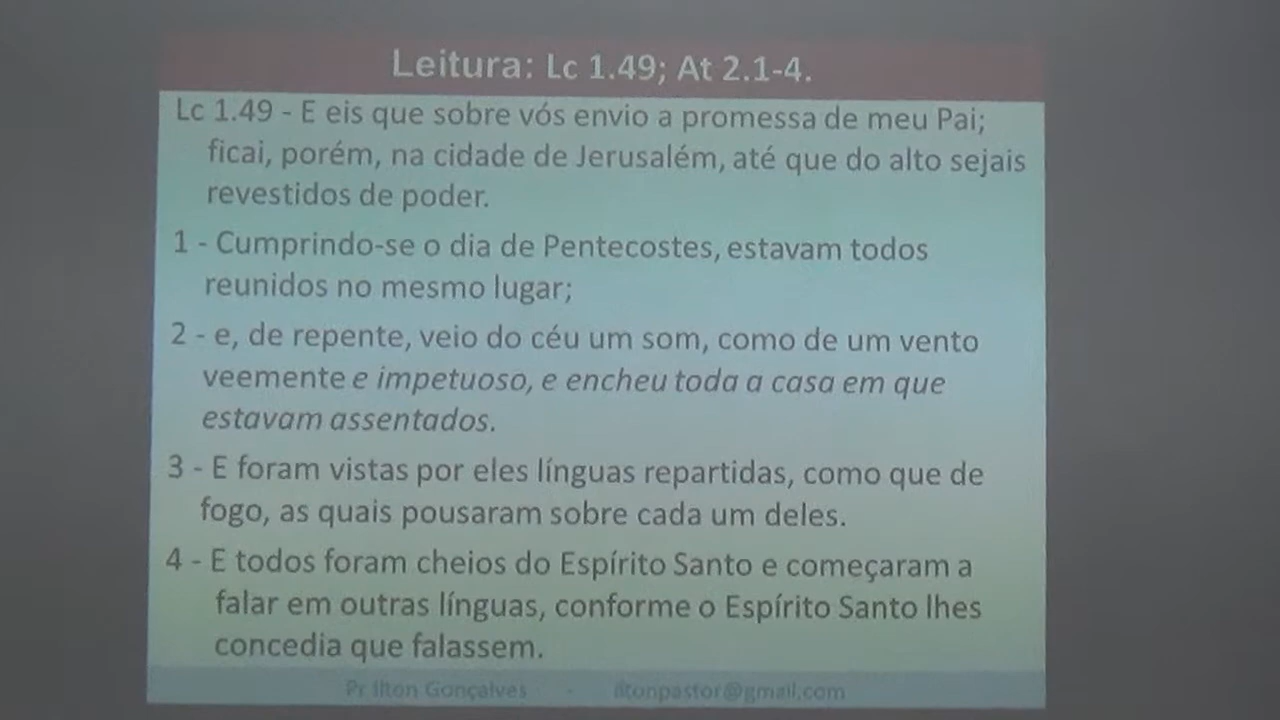 Leitura: Lc 1.49; At 2.1-4.
Lc 1.49 - E eis que sobre vós envio a promessa de meu Pai;
ficai, porém, na cidade de Jerusalém, até que do alto sejais
revestidos de poder.
1 - Cumprindo-se o dia de Pentecostes, estavam todos
reunidos no mesmo lugar;
2 - e, de repente, veio do céu um som, como de um vento
veemente e impetuoso, e encheu toda a casa em que
estavam assentados.
3 - E foram vistas por eles línguas repartidas, como que de
fogo, as quais pousaram sobre cada um deles.
4 - E todos foram cheios do Espírito Santo e começaram a
falar em outras línguas, conforme o Espírito Santo lhes
concedia que falassem.
Pr Ilton Gonçalves - iltonpastor@gmail.com